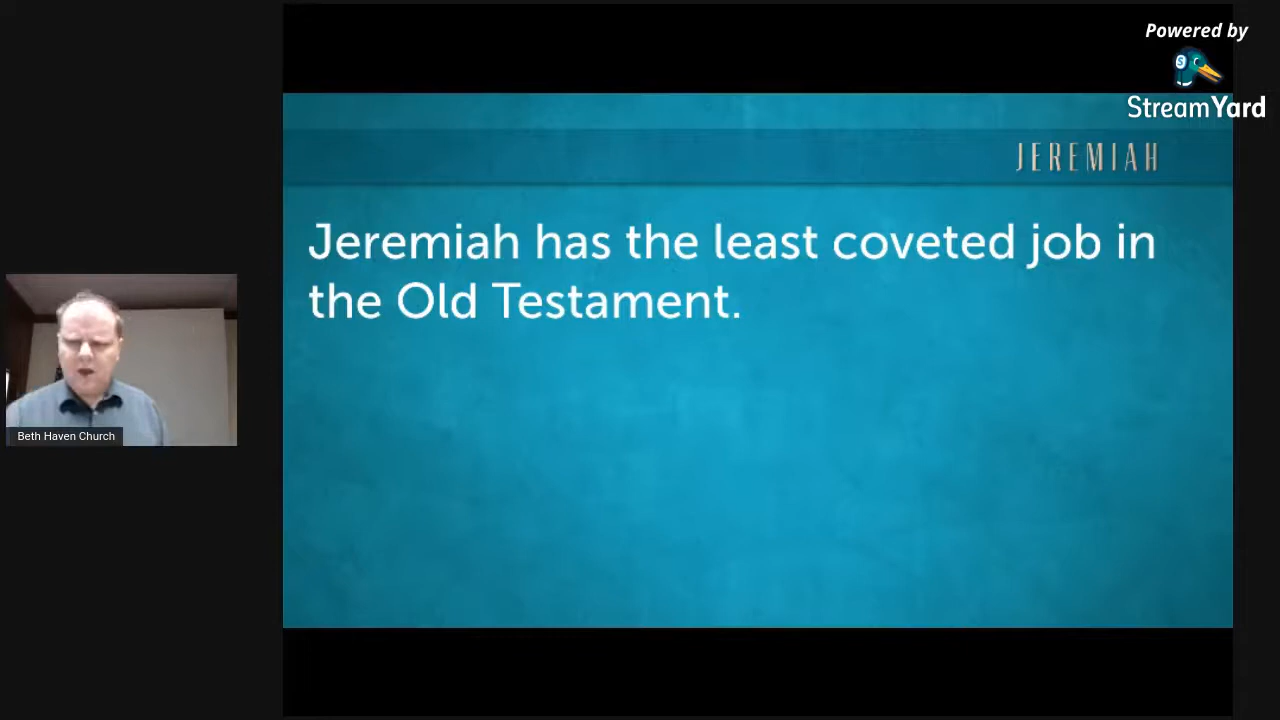 Powered by
StreamYard
JEREMIAH
Jeremiah has the least coveted job in
the Old Testament.
Beth Haven Church